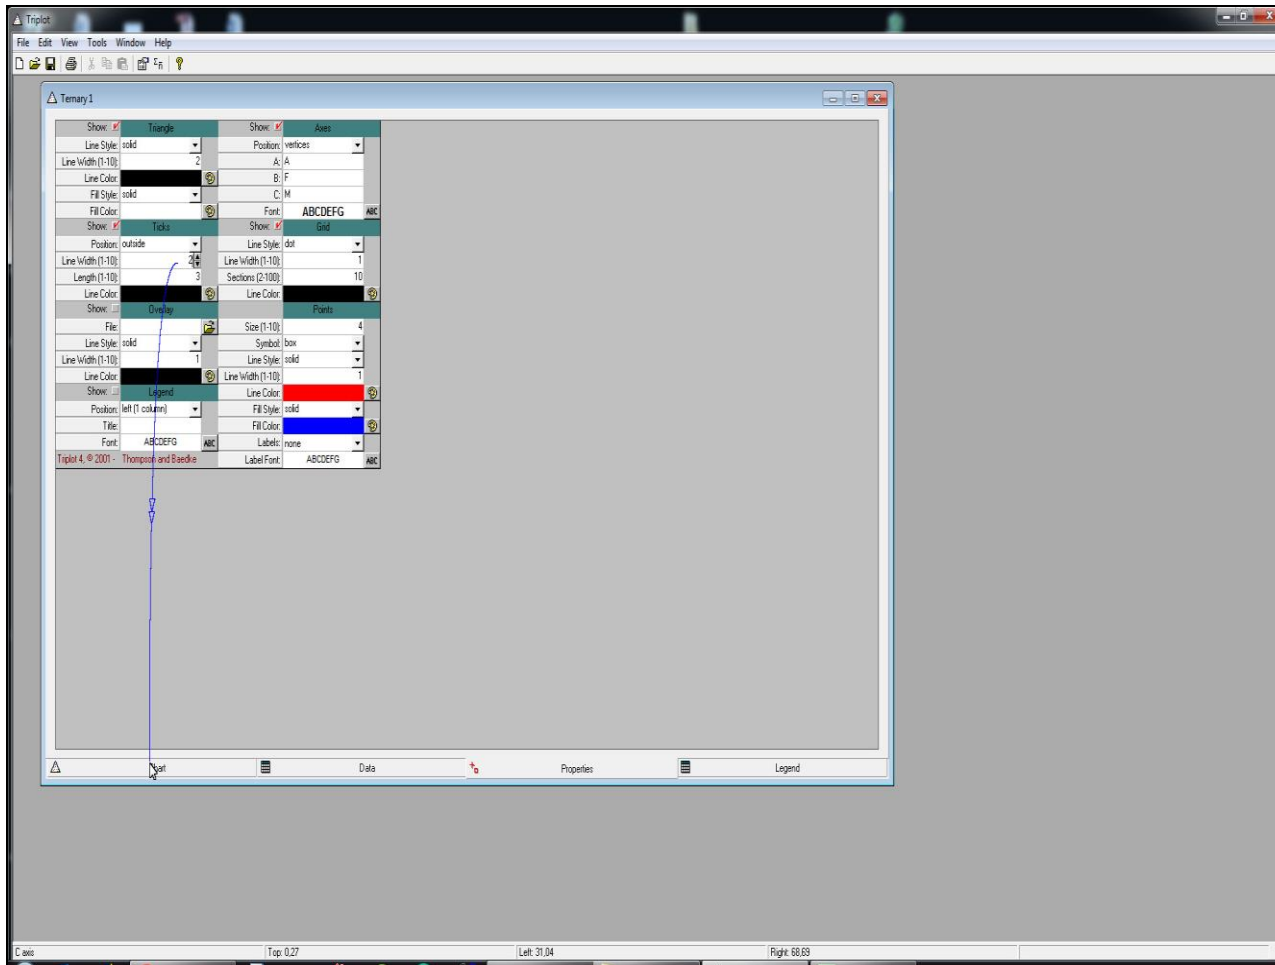 Triplot
File Edit View Tools Window Help
Ternary1
Show: Triangle Show: Axes
Line Style: solid Position: vertices
Line Width (1-10): 2 A: A
Line Color: B: F
Fill Style: solid C: M
Fill Color: Font: ABCDEFG ABC
Show: Ticks Show: Grid
Position: outside Line Style: dot
Line Width (1-10): 2 Line Width (1-10): 1
Length (1-10): 3 Sections (2-100): 10
Line Color: Line Color:
Show: Overlay Points
File: Size (1-10): 4
Line Style: solid Symbol: box
Line Width (1-10): 1 Line Style: solid
Line Color: Line Width (1-10): 1
Show: Legend Line Color:
Position: left (1 column) Fill Style: solid
Title: Fill Color:
Font: ABCDEFG ABC Labels: none
Triplot 4, © 2001 - Thompson and Baedke Label Font: ABCDEFG ABC
Chart Data Properties Legend
C axis Top: 0,27 Left: 31,04 Right: 68,69